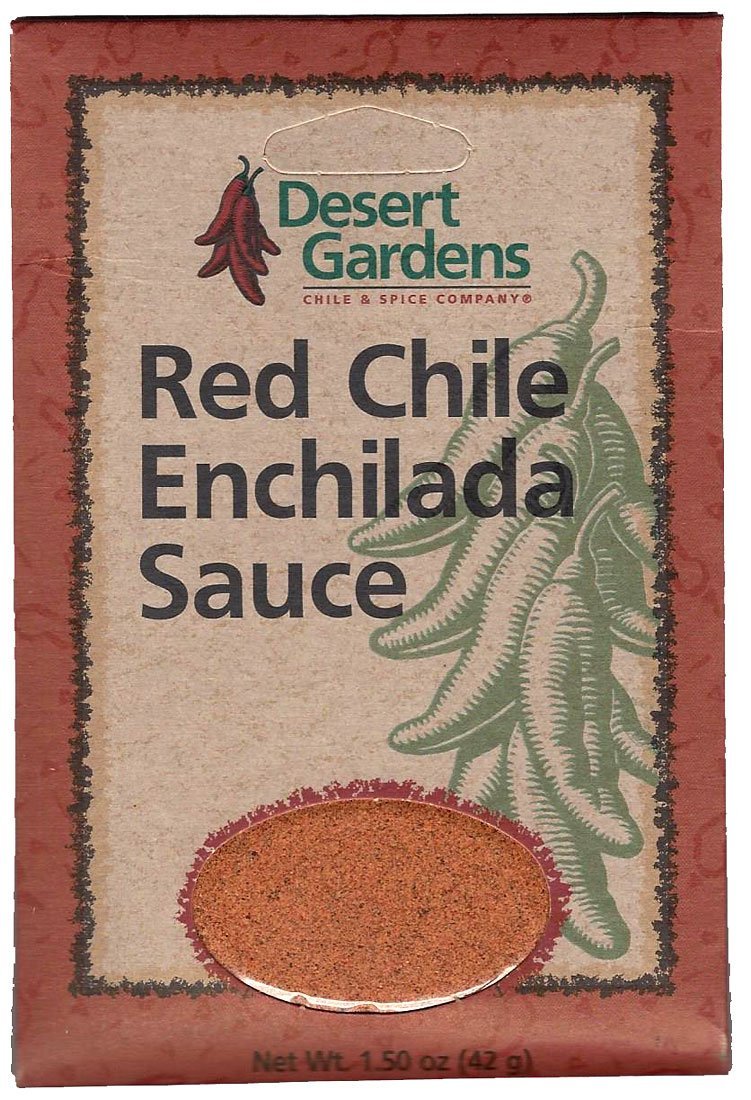 Desert
Gardens
CHILE & SPICE COMPANY®
Red Chile
Enchilada
Sauce
Net Wt. 1.50 oz (42 g)